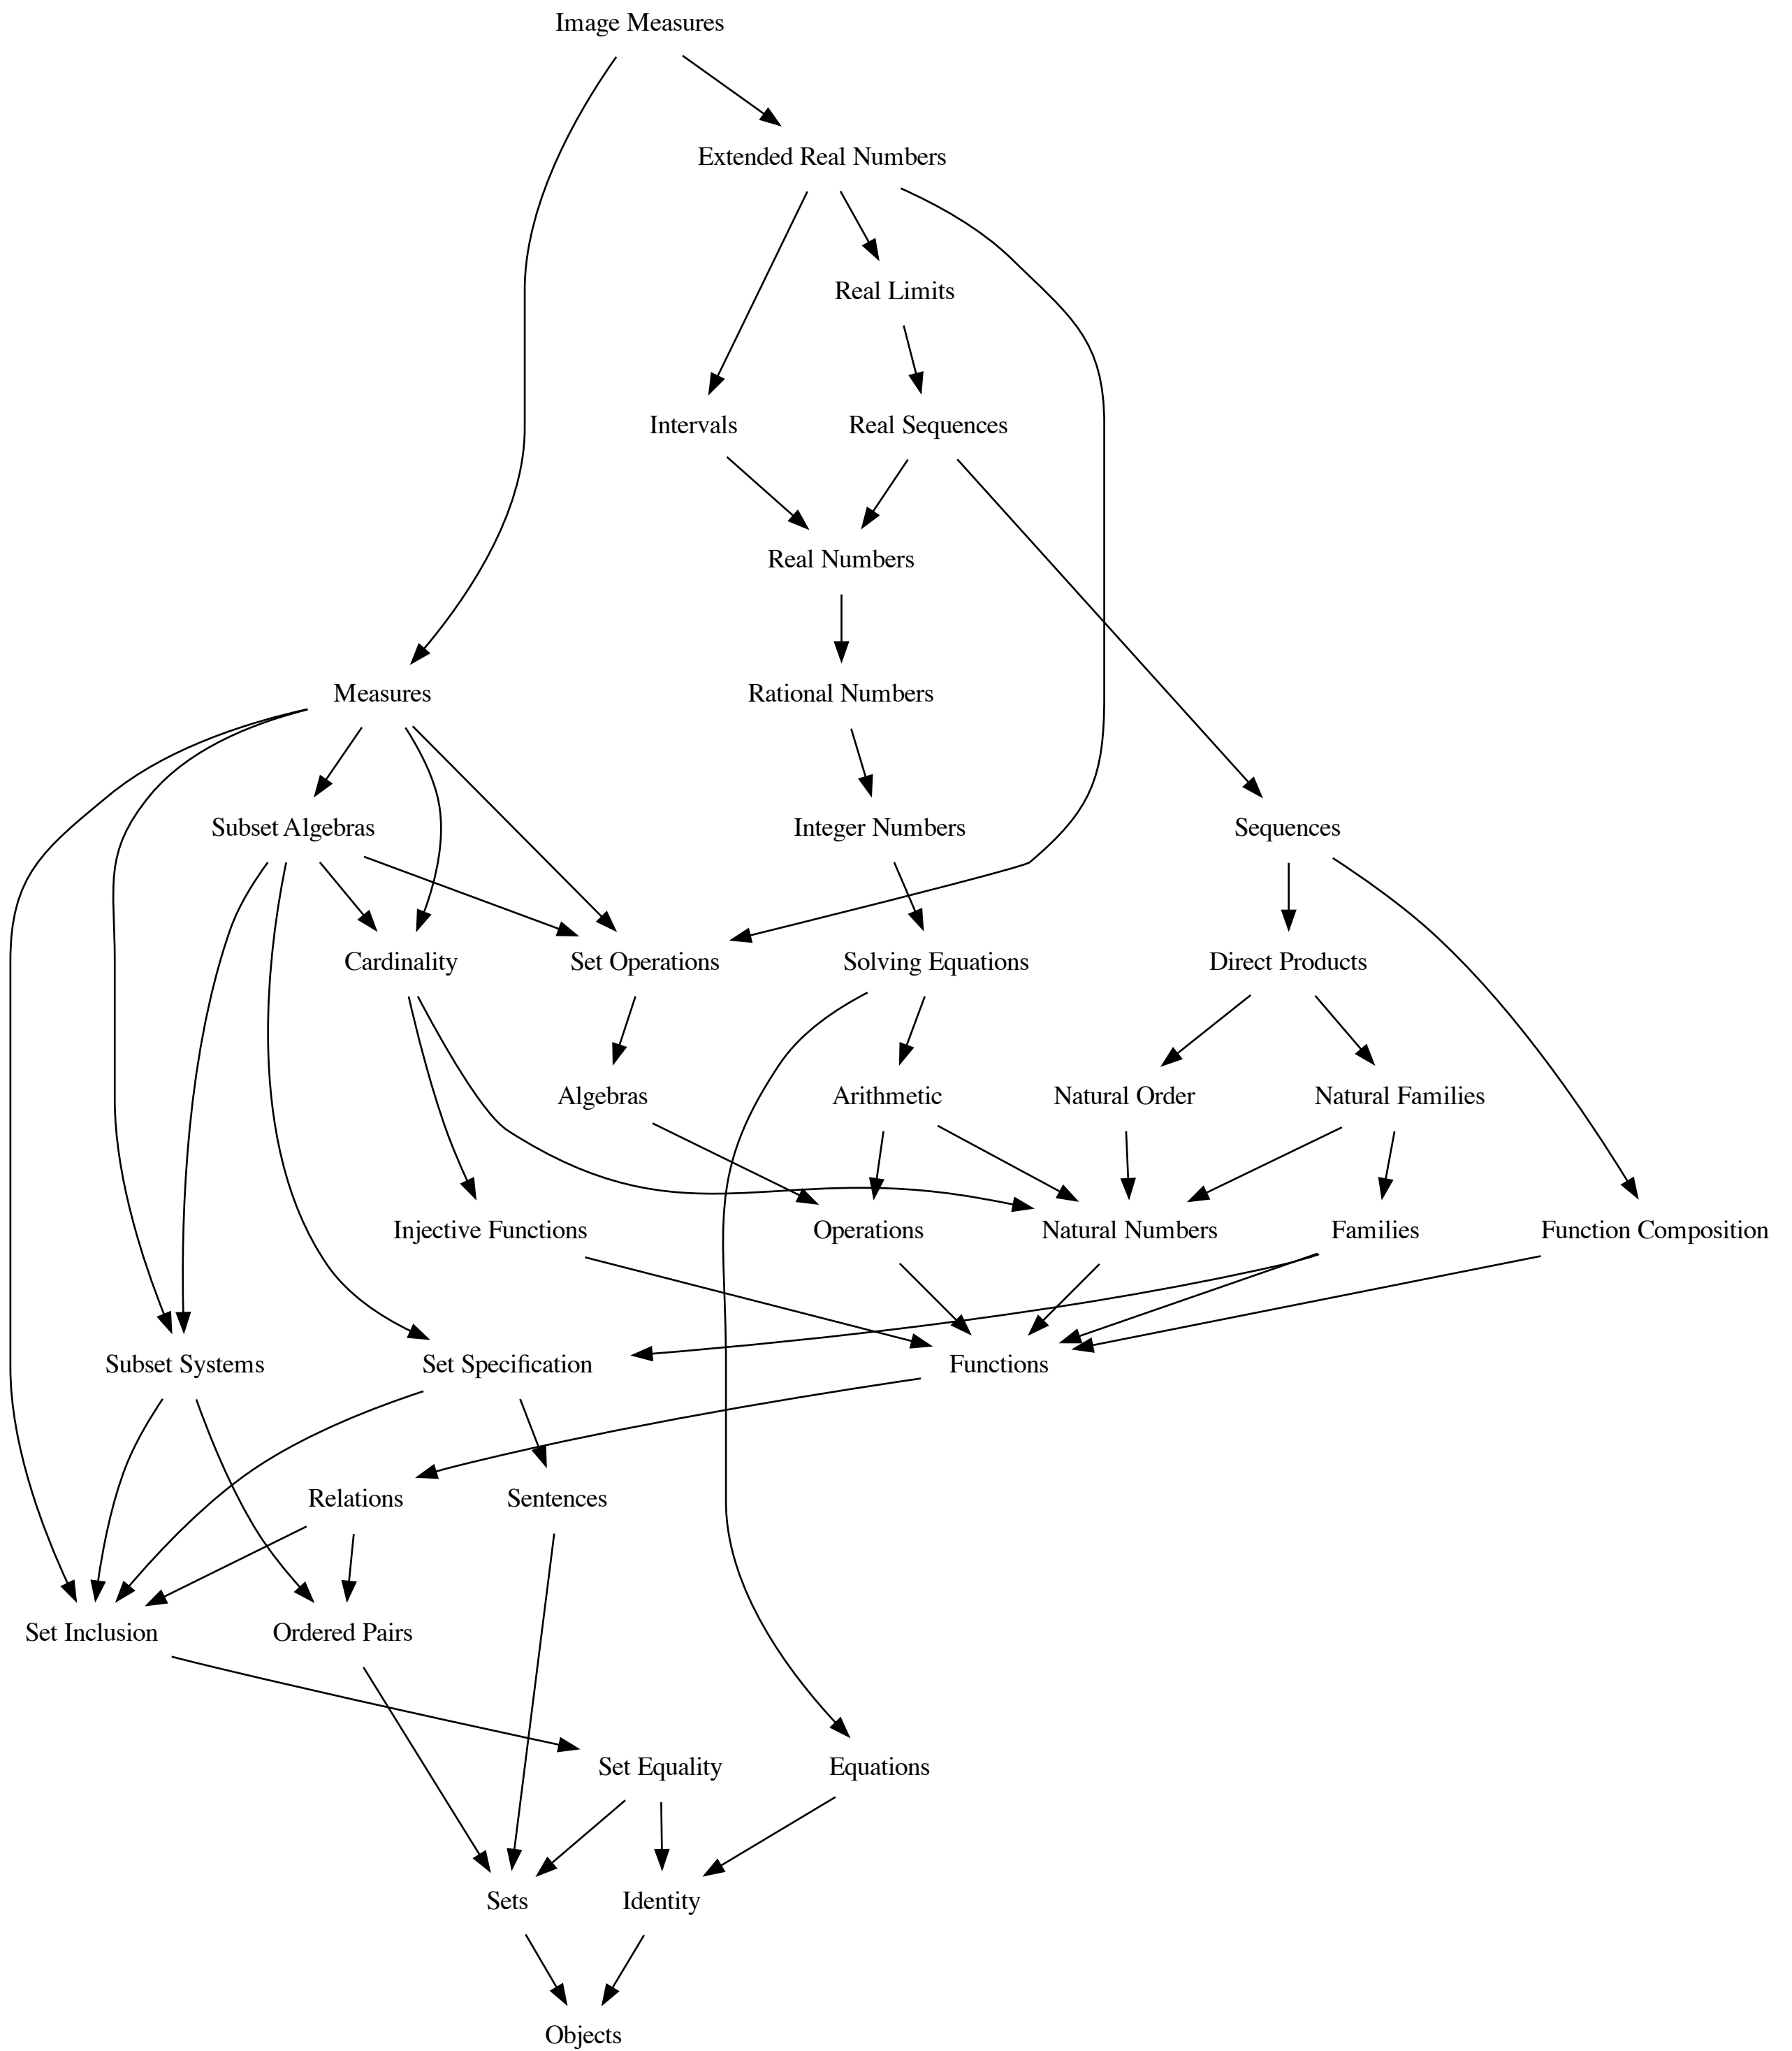 Image Measures
Extended Real Numbers
Real Limits
Intervals
Real Sequences
Real Numbers
Measures
Rational Numbers
Subset Algebras
Integer Numbers
Sequences
Cardinality
Set Operations
Solving Equations
Direct Products
Algebras
Arithmetic
Natural Order
Natural Families
Injective Functions
Operations
Natural Numbers
Families
Function Composition
Subset Systems
Set Specification
Functions
Relations
Sentences
Set Inclusion
Ordered Pairs
Set Equality
Equations
Sets
Identity
Objects